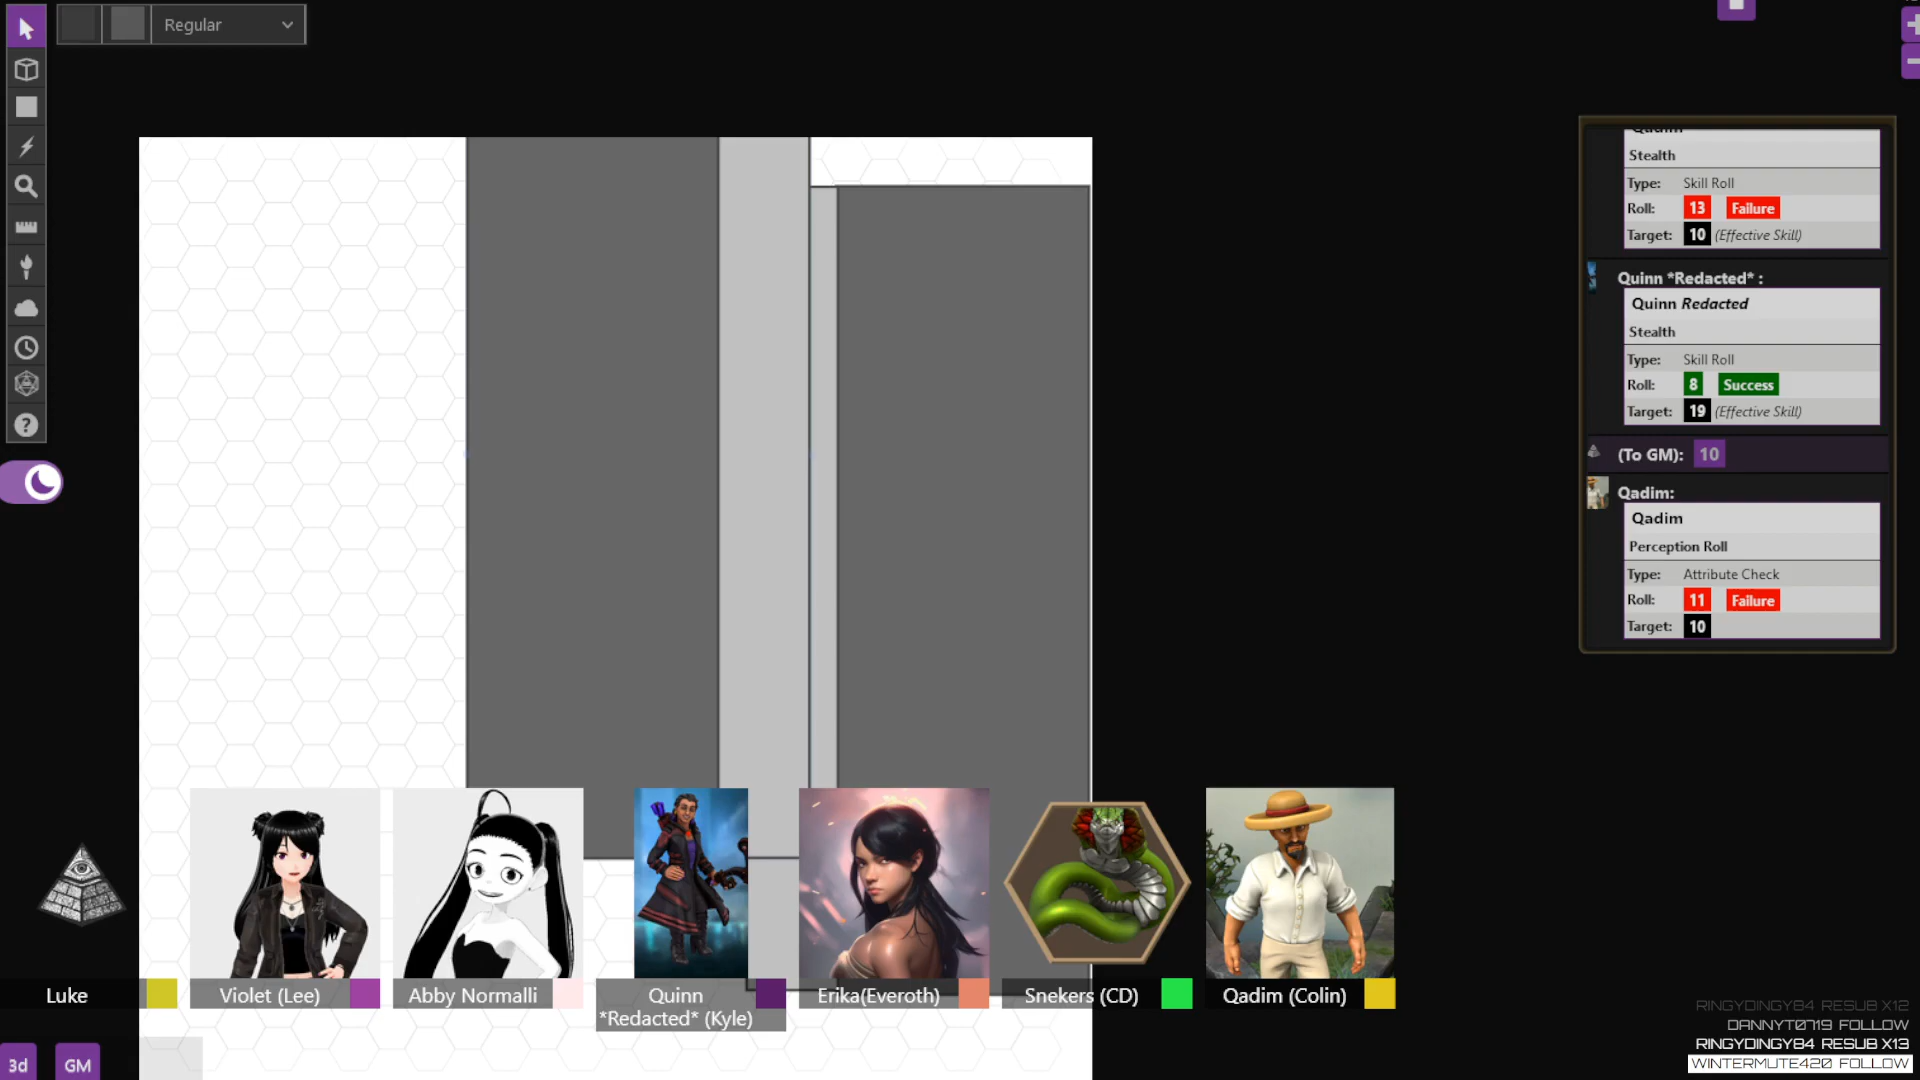 Regular
Qadim
Stealth
Type: Skill Roll
Roll: 13 Failure
Target: 10 (Effective Skill)
Quinn *Redacted* :
Quinn Redacted
Stealth
Type: Skill Roll
Roll: 8 Success
Target: 19 (Effective Skill)
(To GM): 10
Qadim:
Qadim
Perception Roll
Type: Attribute Check
Roll: 11 Failure
Target: 10
Luke
Violet (Lee)
Abby Normalli
Quinn
*Redacted* (Kyle)
Erika(Everoth)
Snekers (CD)
Qadim (Colin)
RINGYDINGY84 RESUB X12
DANNYT0719 FOLLOW
RINGYDINGY84 RESUB X13
WINTERMUTE420 FOLLOW
3d
GM